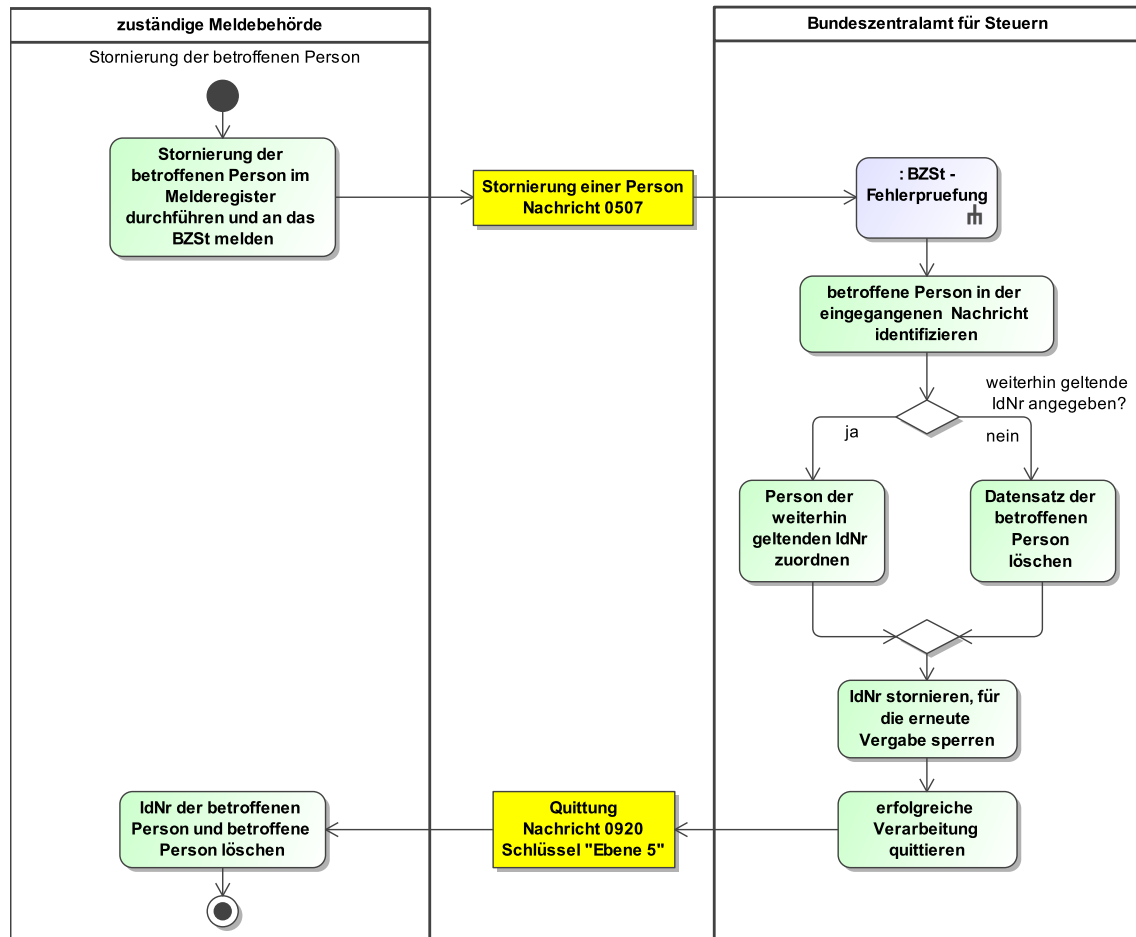 zuständige Meldebehörde
Bundeszentralamt für Steuern
Stornierung der betroffenen Person
Stornierung der
betroffenen Person im
Melderegister
durchführen und an das
BZSt melden
Stornierung einer Person
Nachricht 0507
: BZSt -
Fehlerpruefung
betroffene Person in der
eingegangenen Nachricht
identifizieren
weiterhin geltende
IdNr angegeben?
ja
nein
Person der
weiterhin
geltenden IdNr
zuordnen
Datensatz der
betroffenen
Person
löschen
IdNr stornieren, für
die erneute
Vergabe sperren
erfolgreiche
Verarbeitung
quittieren
Quittung
Nachricht 0920
Schlüssel "Ebene 5"
IdNr der betroffenen
Person und betroffene
Person löschen